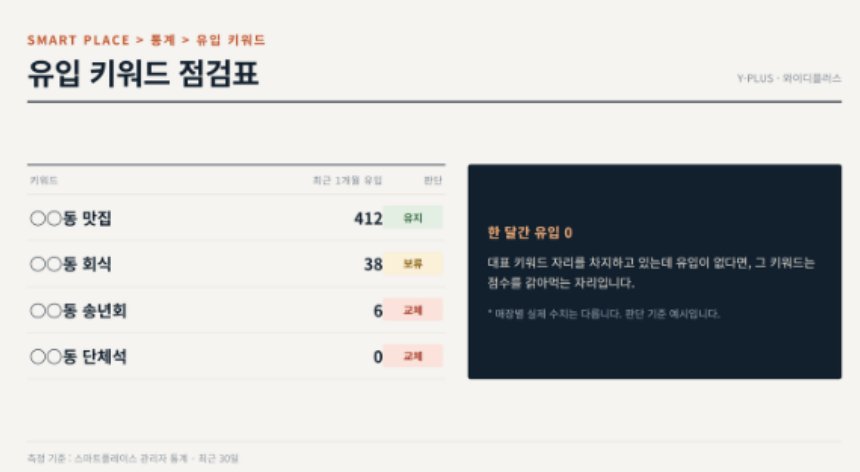 SMART PLACE > 통계 > 유입 키워드
유입 키워드 점검표
Y-PLUS · 와이디플러스
키워드 최근 1개월 유입 판단
○○동 맛집 412 유지
○○동 회식 38 보류
○○동 송년회 6 교체
○○동 단체석 0 교체
한 달간 유입 0
대표 키워드 자리를 차지하고 있는데 유입이 없다면, 그 키워드는
점수를 갉아먹는 자리입니다.
* 매장별 실제 수치는 다릅니다. 판단 기준 예시입니다.
측정 기준 : 스마트플레이스 관리자 통계 · 최근 30일